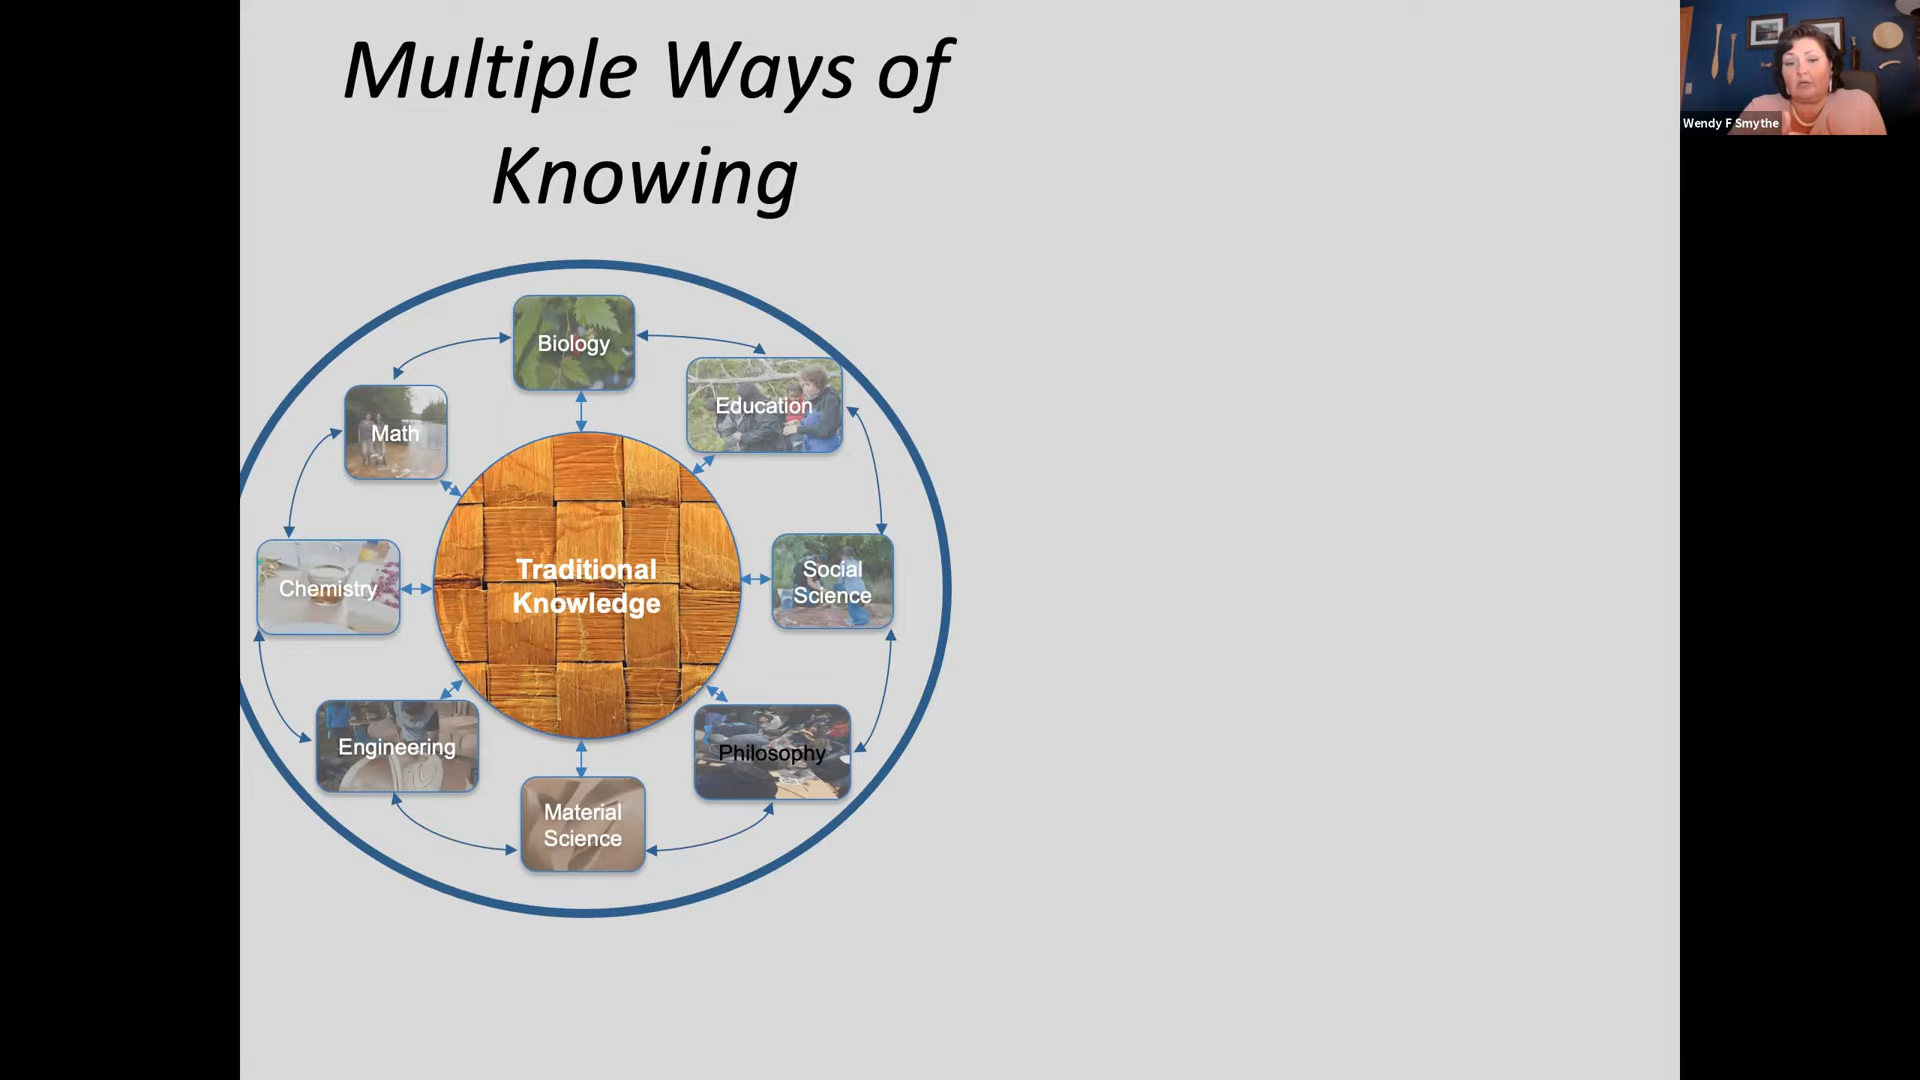 Multiple Ways of
Knowing
Wendy F Smythe
Biology
Education
Math
Traditional
Knowledge
Social
Science
Chemistry
Engineering
Philosophy
Material
Science